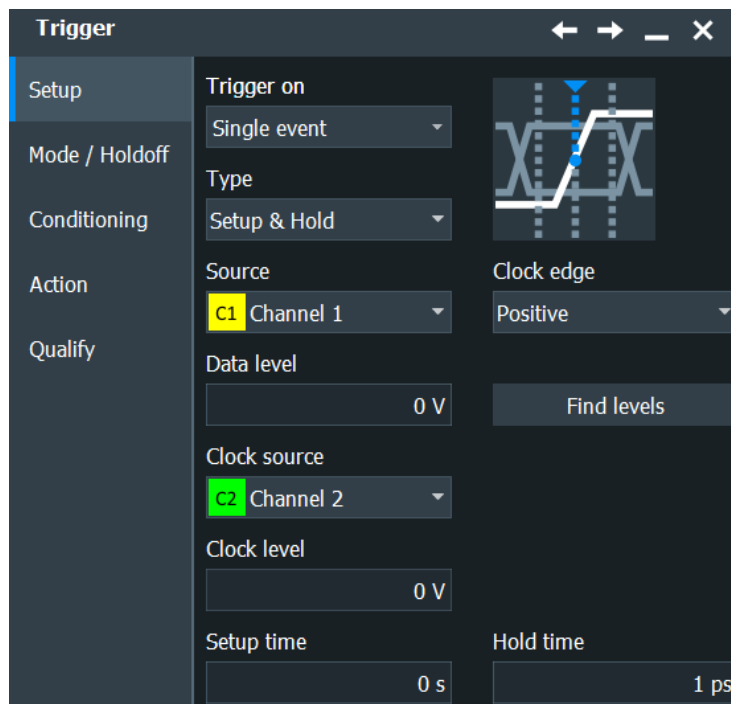 Trigger
Setup
Mode / Holdoff
Conditioning
Action
Qualify
Trigger on
Single event
Type
Setup & Hold
Source
Clock edge
C1 Channel 1
Positive
Data level
0 V
Find levels
Clock source
C2 Channel 2
Clock level
0 V
Setup time
Hold time
0 s
1 ps